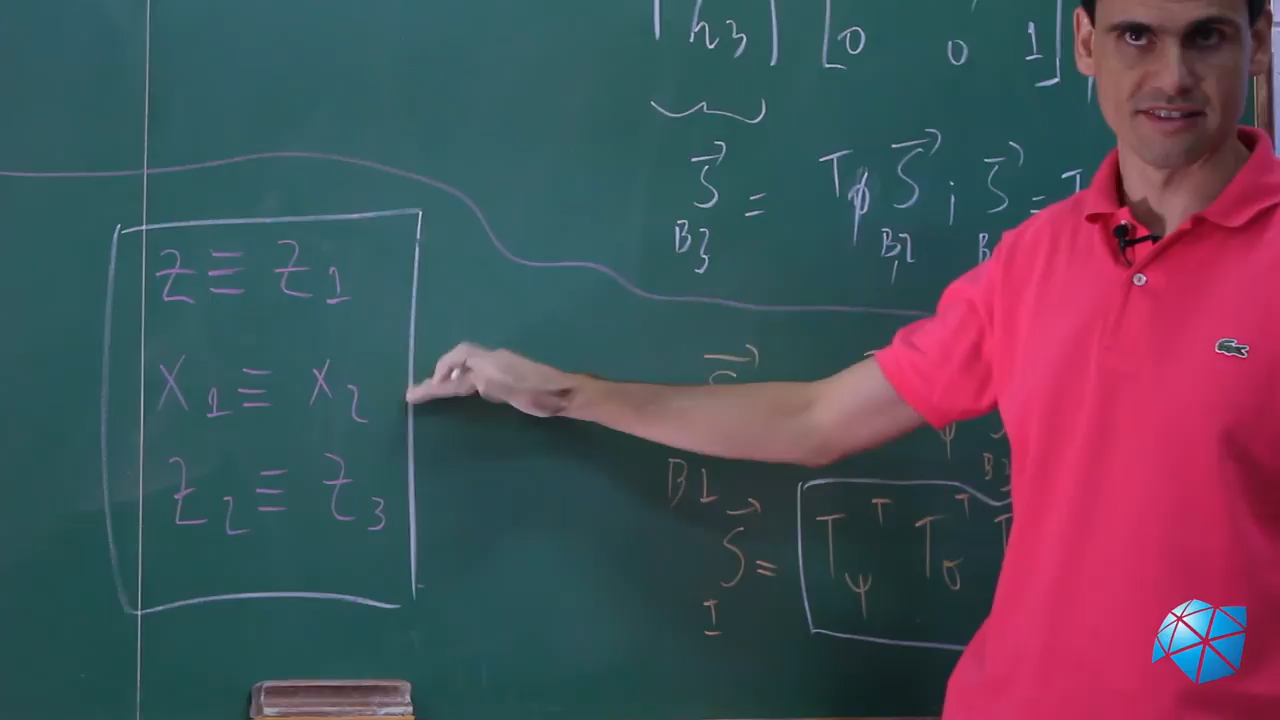 z ≡ z1
x1 ≡ x2
z2 ≡ z3
h3
0 0 1
S = Tφ S ; S =
B3 B2
B1
S = Tψ^T Tθ^T
I